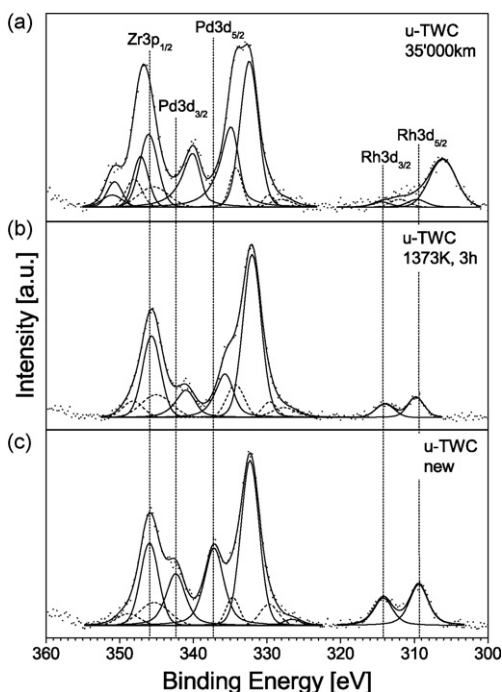 (a)
u-TWC
35'000km
Zr3p1/2
Pd3d5/2
Pd3d3/2
Rh3d5/2
Rh3d3/2
(b)
u-TWC
1373K, 3h
Intensity [a.u.]
(c)
u-TWC
new
360 350 340 330 320 310 300
Binding Energy [eV]